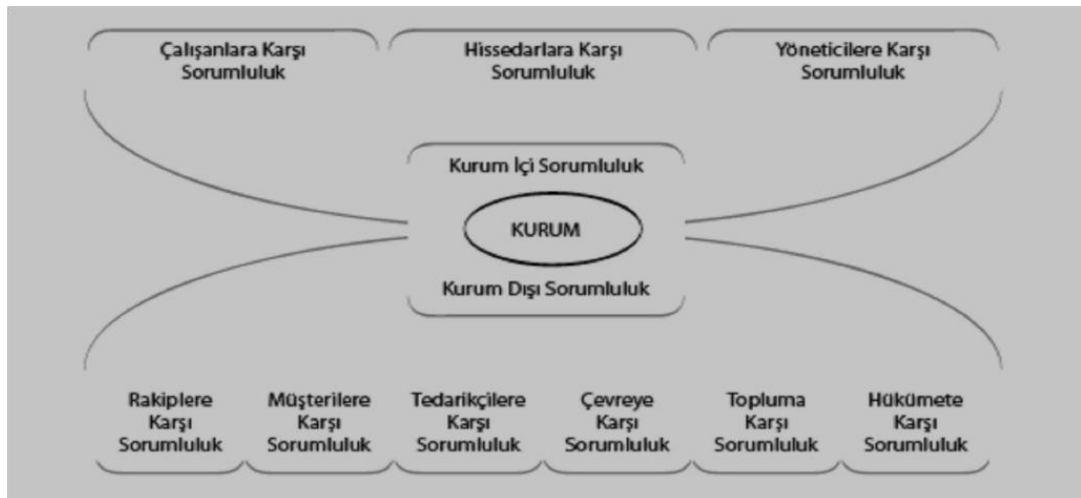 Çalışanlara Karşı
Sorumluluk
Hissedarlara Karşı
Sorumluluk
Yöneticilere Karşı
Sorumluluk
Kurum İçi Sorumluluk
KURUM
Kurum Dışı Sorumluluk
Rakiplere
Karşı
Sorumluluk
Müşterilere
Karşı
Sorumluluk
Tedarikçilere
Karşı
Sorumluluk
Çevreye
Karşı
Sorumluluk
Topluma
Karşı
Sorumluluk
Hükümete
Karşı
Sorumluluk